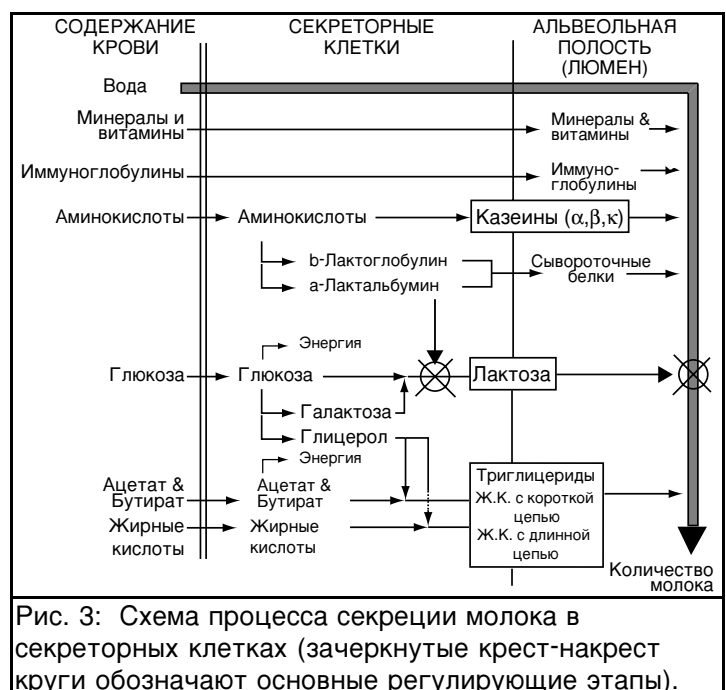 СОДЕРЖАНИЕ
КРОВИ
СЕКРЕТОРНЫЕ
КЛЕТКИ
АЛЬВЕОЛЬНАЯ
ПОЛОСТЬ
(ЛЮМЕН)
Вода
Минералы и
витамины
Минералы &
витамины
Иммуноглобулины
Иммуно-
глобулины
Аминокислоты
Аминокислоты
Казеины (α,β,κ)
b-Лактоглобулин
a-Лактальбумин
Сывороточные
белки
Энергия
Глюкоза
Глюкоза
Лактоза
Галактоза
Глицерол
Энергия
Ацетат &
Бутират
Ацетат &
Бутират
Жирные
кислоты
Жирные
кислоты
Триглицериды
Ж.К. с короткой
цепью
Ж.К. с длинной
цепью
Количество
молока
Рис. 3: Схема процесса секреции молока в
секреторных клетках (зачеркнутые крест-накрест
круги обозначают основные регулирующие этапы).